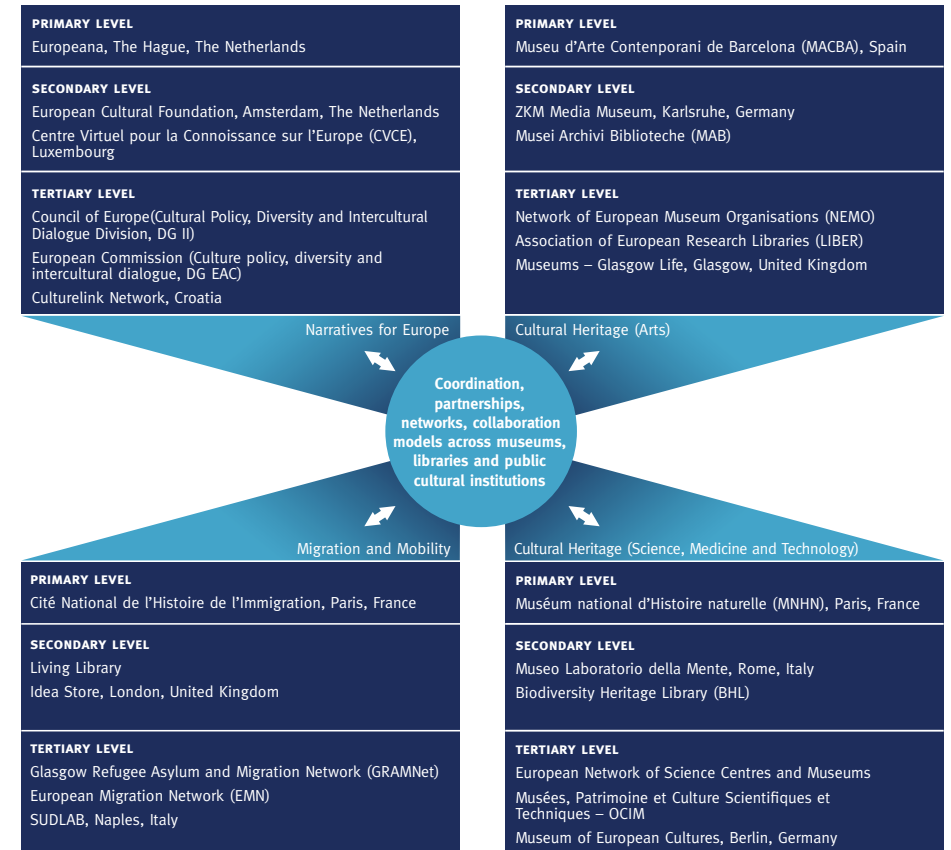 PRIMARY LEVEL
Europeana, The Hague, The Netherlands
SECONDARY LEVEL
European Cultural Foundation, Amsterdam, The Netherlands
Centre Virtuel pour la Connoissance sur l’Europe (CVCE),
Luxembourg
TERTIARY LEVEL
Council of Europe(Cultural Policy, Diversity and Intercultural
Dialogue Division, DG II)
European Commission (Culture policy, diversity and
intercultural dialogue, DG EAC)
Culturelink Network, Croatia
Narratives for Europe
PRIMARY LEVEL
Museu d’Arte Contenporani de Barcelona (MACBA), Spain
SECONDARY LEVEL
ZKM Media Museum, Karlsruhe, Germany
Musei Archivi Biblioteche (MAB)
TERTIARY LEVEL
Network of European Museum Organisations (NEMO)
Association of European Research Libraries (LIBER)
Museums – Glasgow Life, Glasgow, United Kingdom
Cultural Heritage (Arts)
Coordination,
partnerships,
networks, collaboration
models across museums,
libraries and public
cultural institutions
Migration and Mobility
PRIMARY LEVEL
Cité National de l’Histoire de l’Immigration, Paris, France
SECONDARY LEVEL
Living Library
Idea Store, London, United Kingdom
TERTIARY LEVEL
Glasgow Refugee Asylum and Migration Network (GRAMNet)
European Migration Network (EMN)
SUDLAB, Naples, Italy
Cultural Heritage (Science, Medicine and Technology)
PRIMARY LEVEL
Muséum national d’Histoire naturelle (MNHN), Paris, France
SECONDARY LEVEL
Museo Laboratorio della Mente, Rome, Italy
Biodiversity Heritage Library (BHL)
TERTIARY LEVEL
European Network of Science Centres and Museums
Musées, Patrimoine et Culture Scientifiques et
Techniques – OCIM
Museum of European Cultures, Berlin, Germany